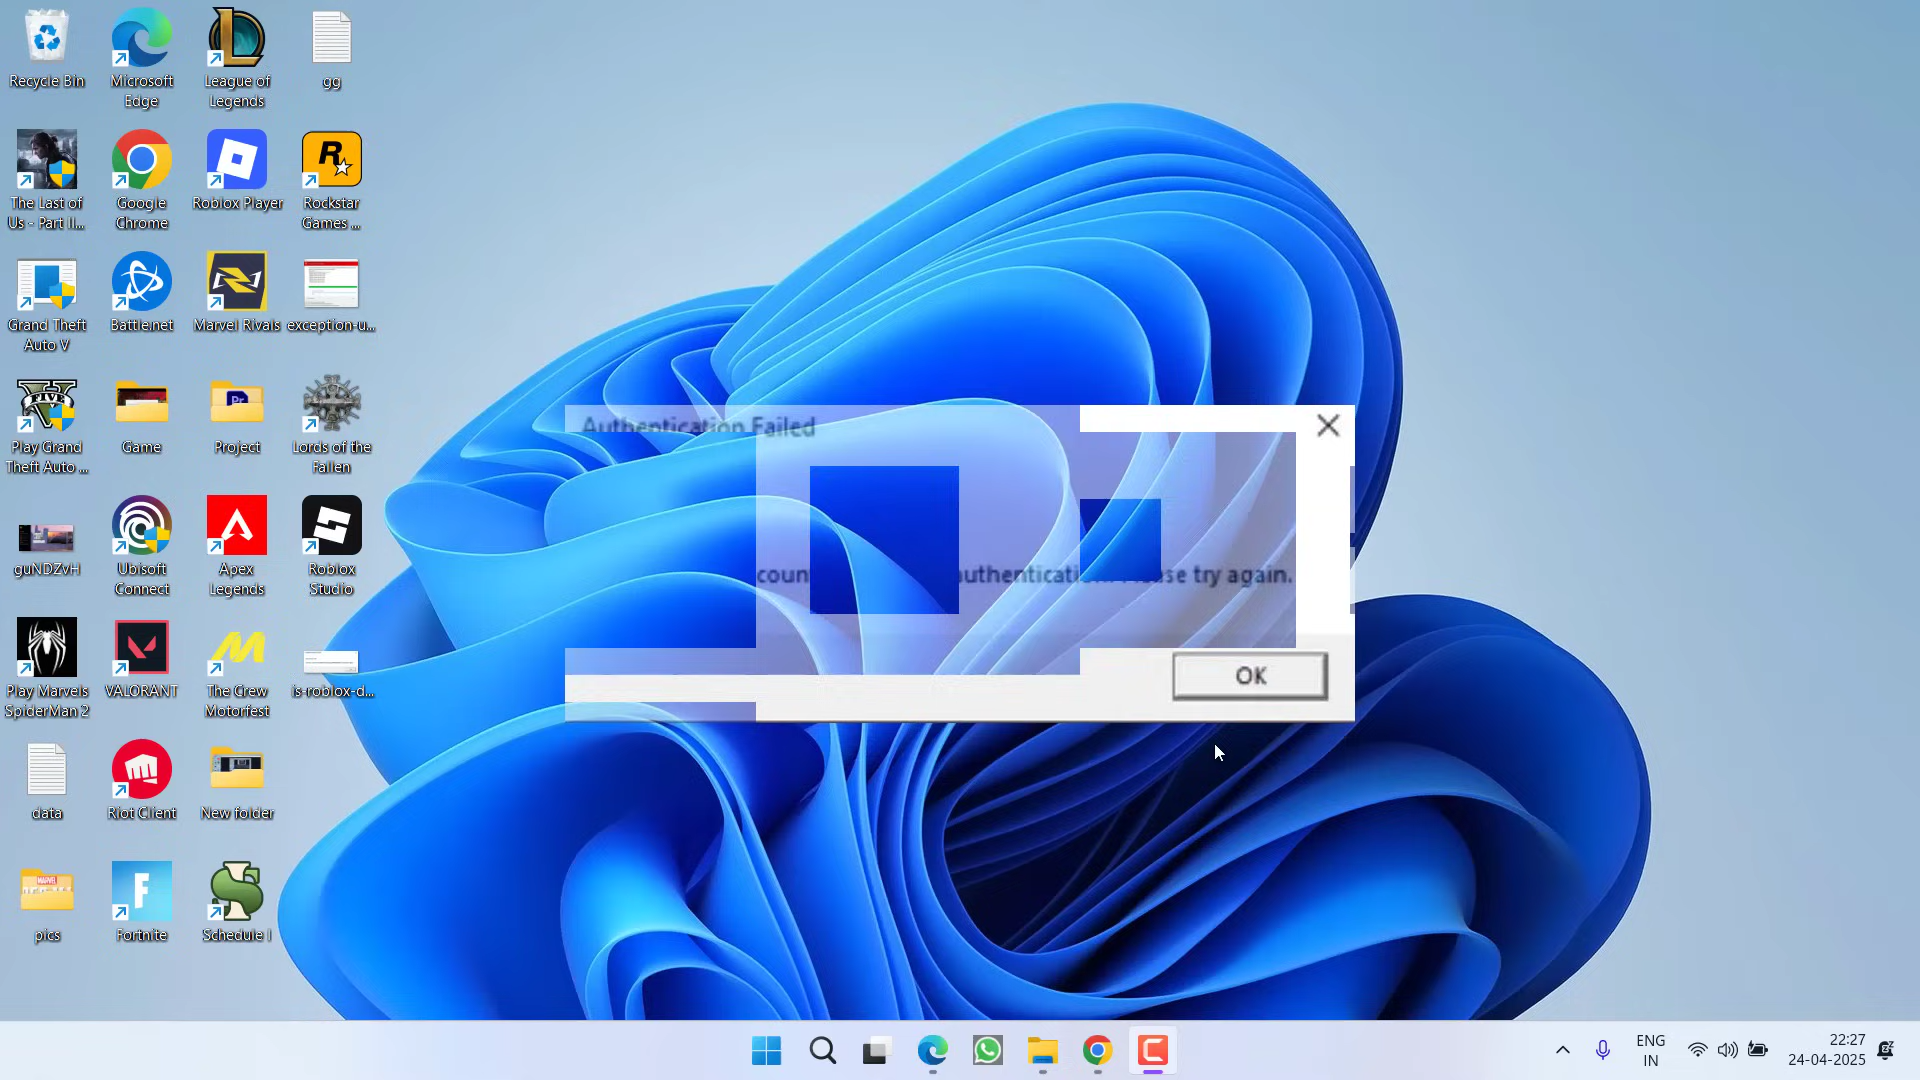 Recycle Bin
Microsoft Edge
League of Legends
gg
The Last of Us - Part II...
Google Chrome
Roblox Player
Rockstar Games ...
Grand Theft Auto V
Battle.net
Marvel Rivals
exception-u...
Play Grand Theft Auto ...
Game
Project
Lords of the Fallen
guNDZvH
Ubisoft Connect
Apex Legends
Roblox Studio
Play Marvels SpiderMan 2
VALORANT
The Crew Motorfest
is-roblox-d...
data
Riot Client
New folder
pics
Fortnite
Schedule I
Authentication Failed
authentication. try again.
OK
ENG
IN
22:27
24-04-2025